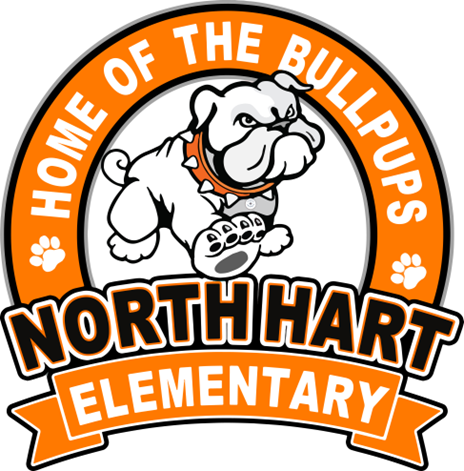 HOME OF THE BULLPUPS
NORTH HART
ELEMENTARY